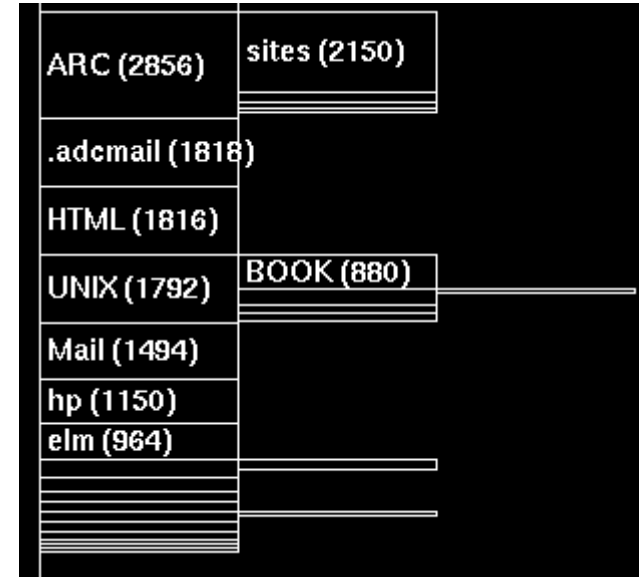 ARC (2856)
sites (2150)
.adcmail (1818)
HTML (1816)
UNIX (1792)
BOOK (880)
Mail (1494)
hp (1150)
elm (964)